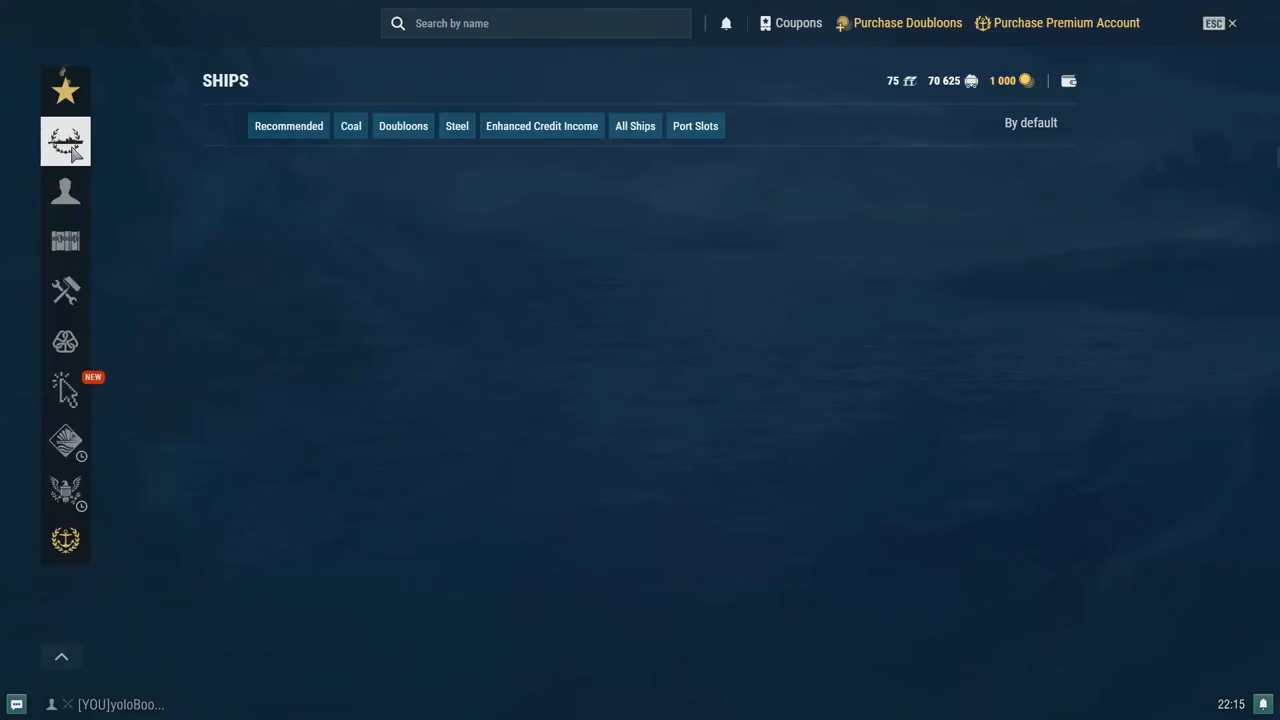 Search by name
Coupons
Purchase Doubloons
Purchase Premium Account
ESC
SHIPS
75
70 625
1 000
Recommended
Coal
Doubloons
Steel
Enhanced Credit Income
All Ships
Port Slots
By default
NEW
[YOU]yoloBoo...
22:15